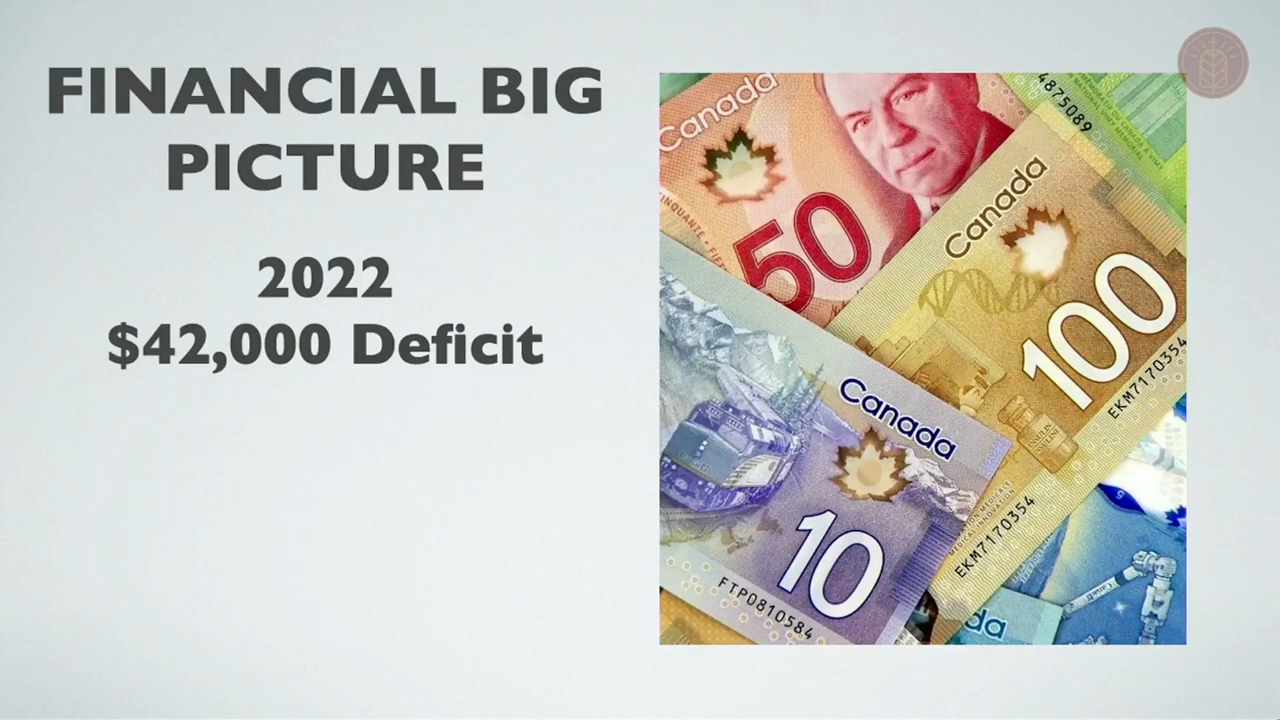 FINANCIAL BIG
PICTURE
2022
$42,000 Deficit
Canada
50
4875089
Canada
100
EKM7170354
EKM7170354
Canada
10
FTP0810584